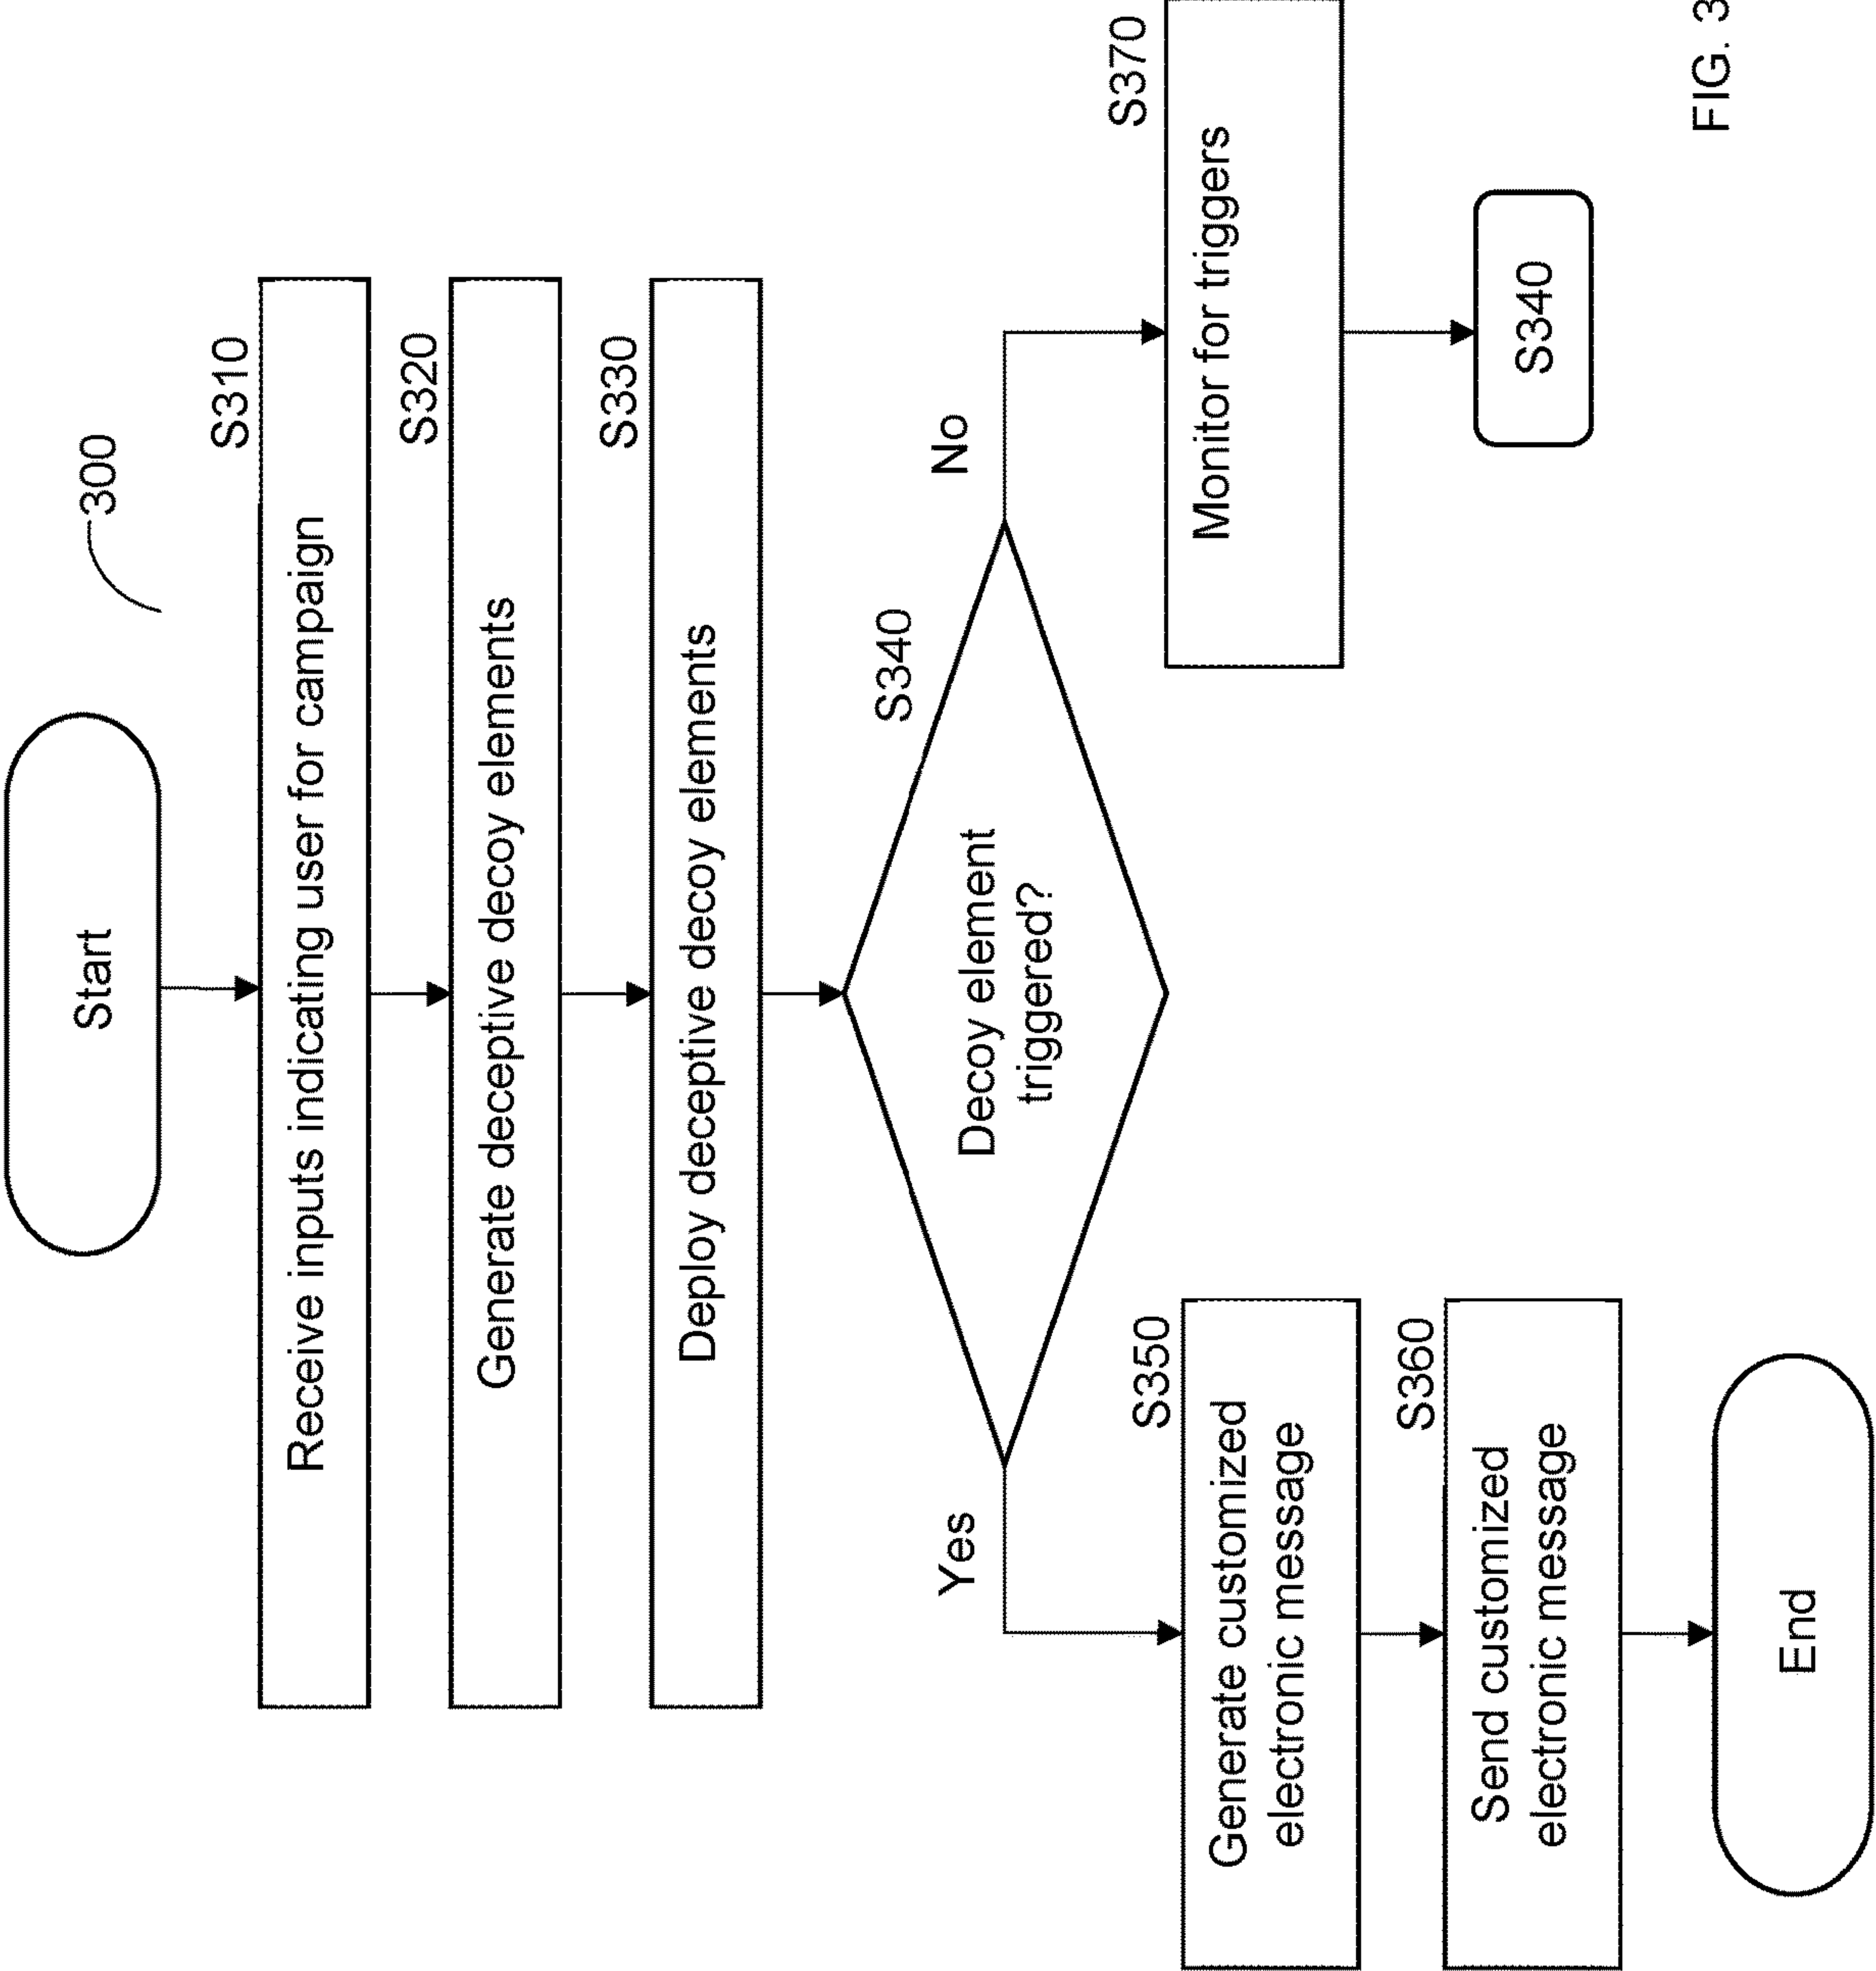 300
Start
S310
Receive inputs indicating user for campaign
S320
Generate deceptive decoy elements
S330
Deploy deceptive decoy elements
S340
Decoy element
triggered?
Yes
No
S350
Generate customized
electronic message
S360
Send customized
electronic message
End
S370
Monitor for triggers
S340
FIG. 3